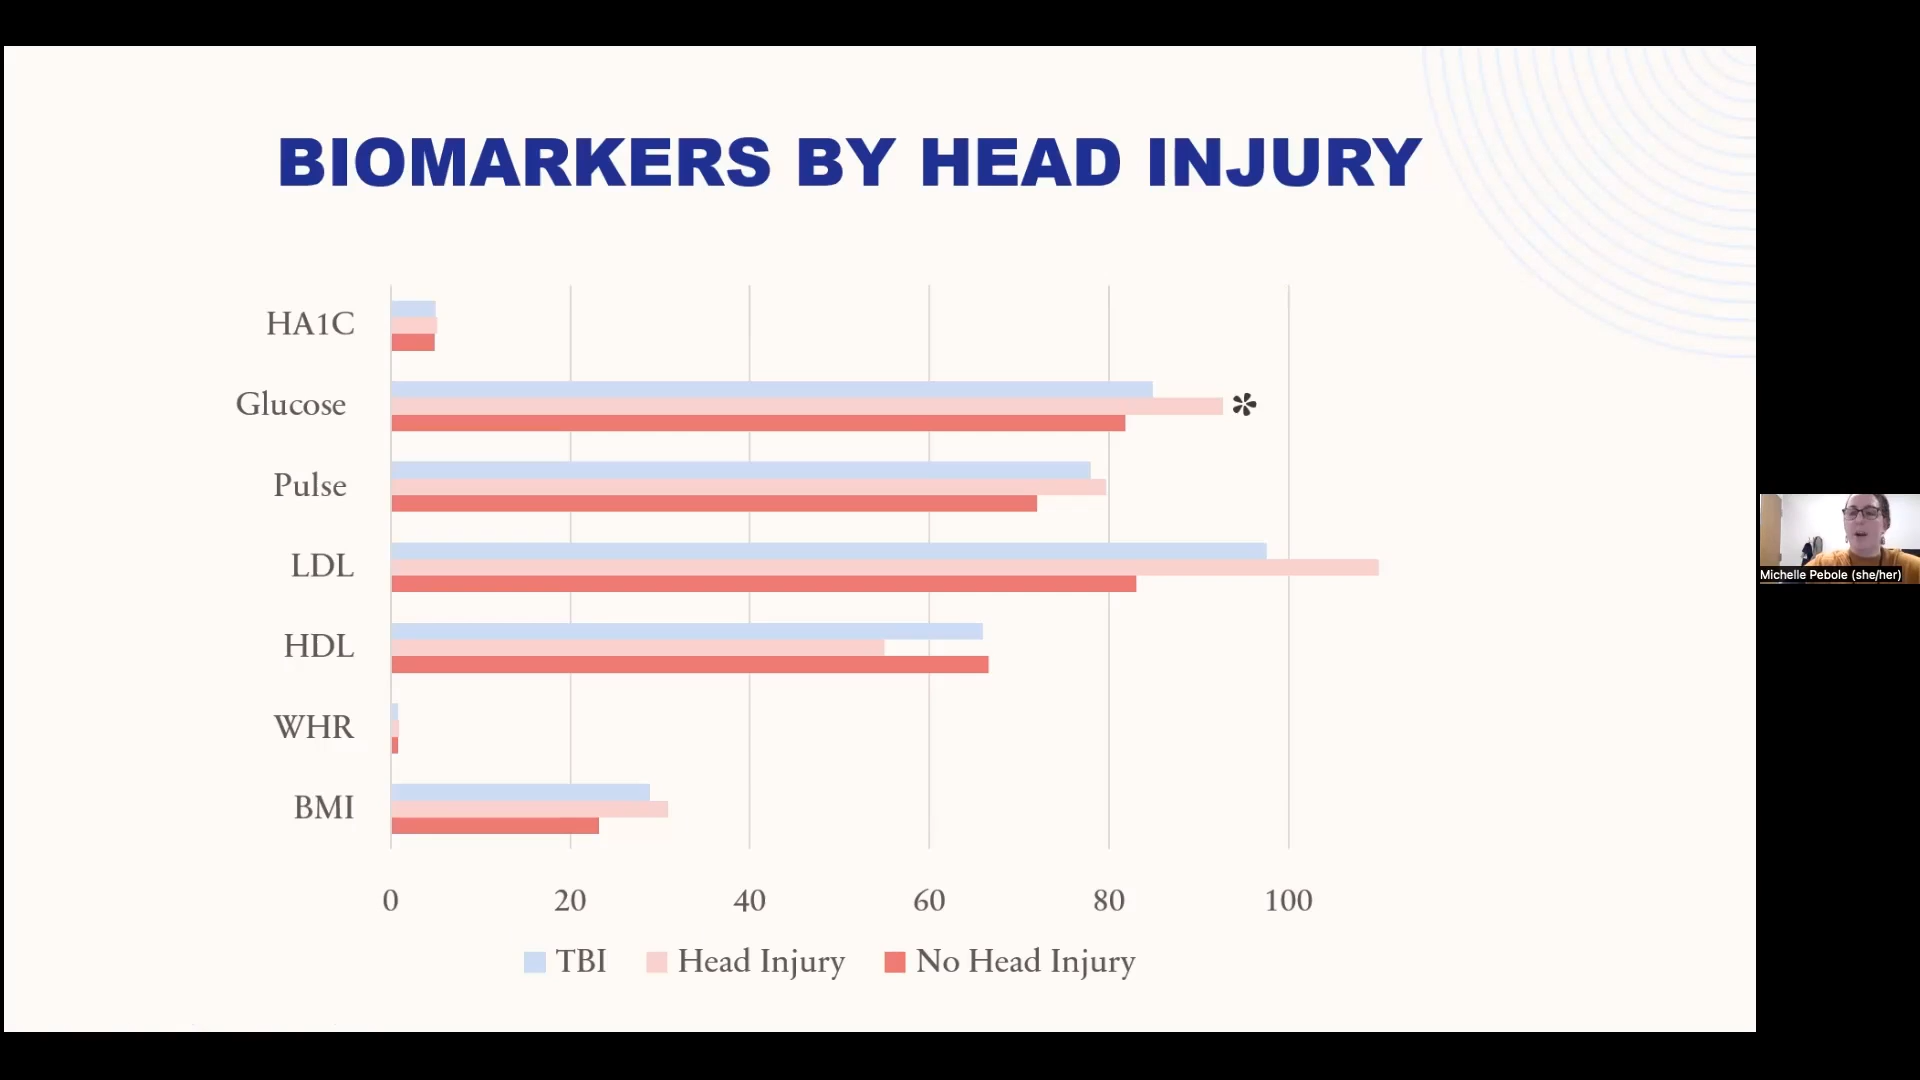 BIOMARKERS BY HEAD INJURY
HA1C
Glucose
*
Pulse
LDL
HDL
WHR
BMI
0 20 40 60 80 100
TBI Head Injury No Head Injury
Michelle Pebole (she/her)